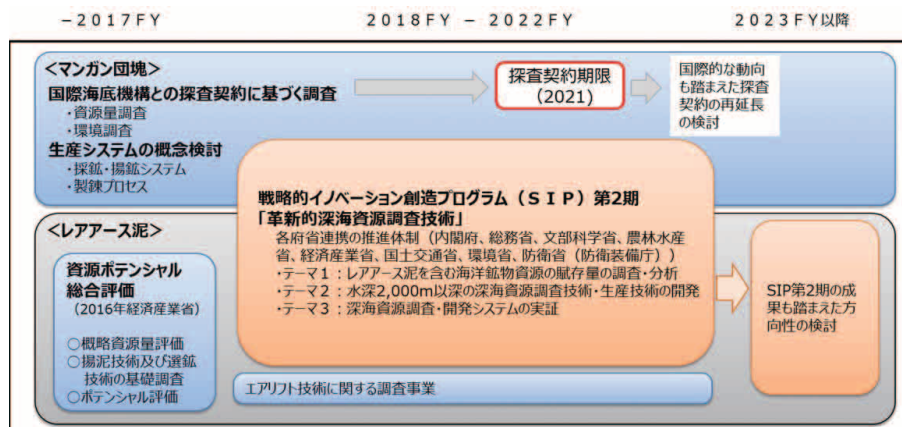 －２０１７ＦＹ
２０１８ＦＹ － ２０２２ＦＹ
２０２３ＦＹ以降
＜マンガン団塊＞
国際海底機構との探査契約に基づく調査
・資源量調査
・環境調査
生産システムの概念検討
・採鉱・揚鉱システム
・製錬プロセス
探査契約期限
（2021）
国際的な動向
も踏まえた探査
契約の再延長
の検討
戦略的イノベーション創造プログラム（ＳＩＰ）第2期
「革新的深海資源調査技術」
各府省連携の推進体制（内閣府、総務省、文部科学省、農林水産
省、経済産業省、国土交通省、環境省、防衛省（防衛装備庁））
・テーマ１：レアアース泥を含む海洋鉱物資源の賦存量の調査・分析
・テーマ２：水深2,000m以深の深海資源調査技術・生産技術の開発
・テーマ３：深海資源調査・開発システムの実証
＜レアアース泥＞
資源ポテンシャル
総合評価
（2016年経済産業省）
○概略資源量評価
○揚泥技術及び選鉱
技術の基礎調査
○ポテンシャル評価
エアリフト技術に関する調査事業
SIP第2期の成
果も踏まえた方
向性の検討